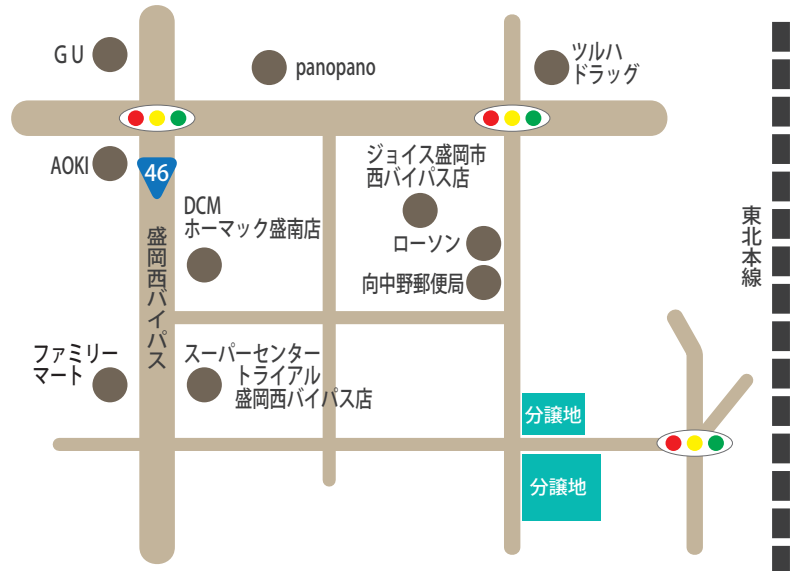 GU
panopano
ツルハ
ドラッグ
AOKI
46
ジョイス盛岡市
西バイパス店
DCM
ホーマック盛南店
ローソン
向中野郵便局
盛岡西バイパス
東北本線
ファミリー
マート
スーパーセンター
トライアル
盛岡西バイパス店
分譲地
分譲地